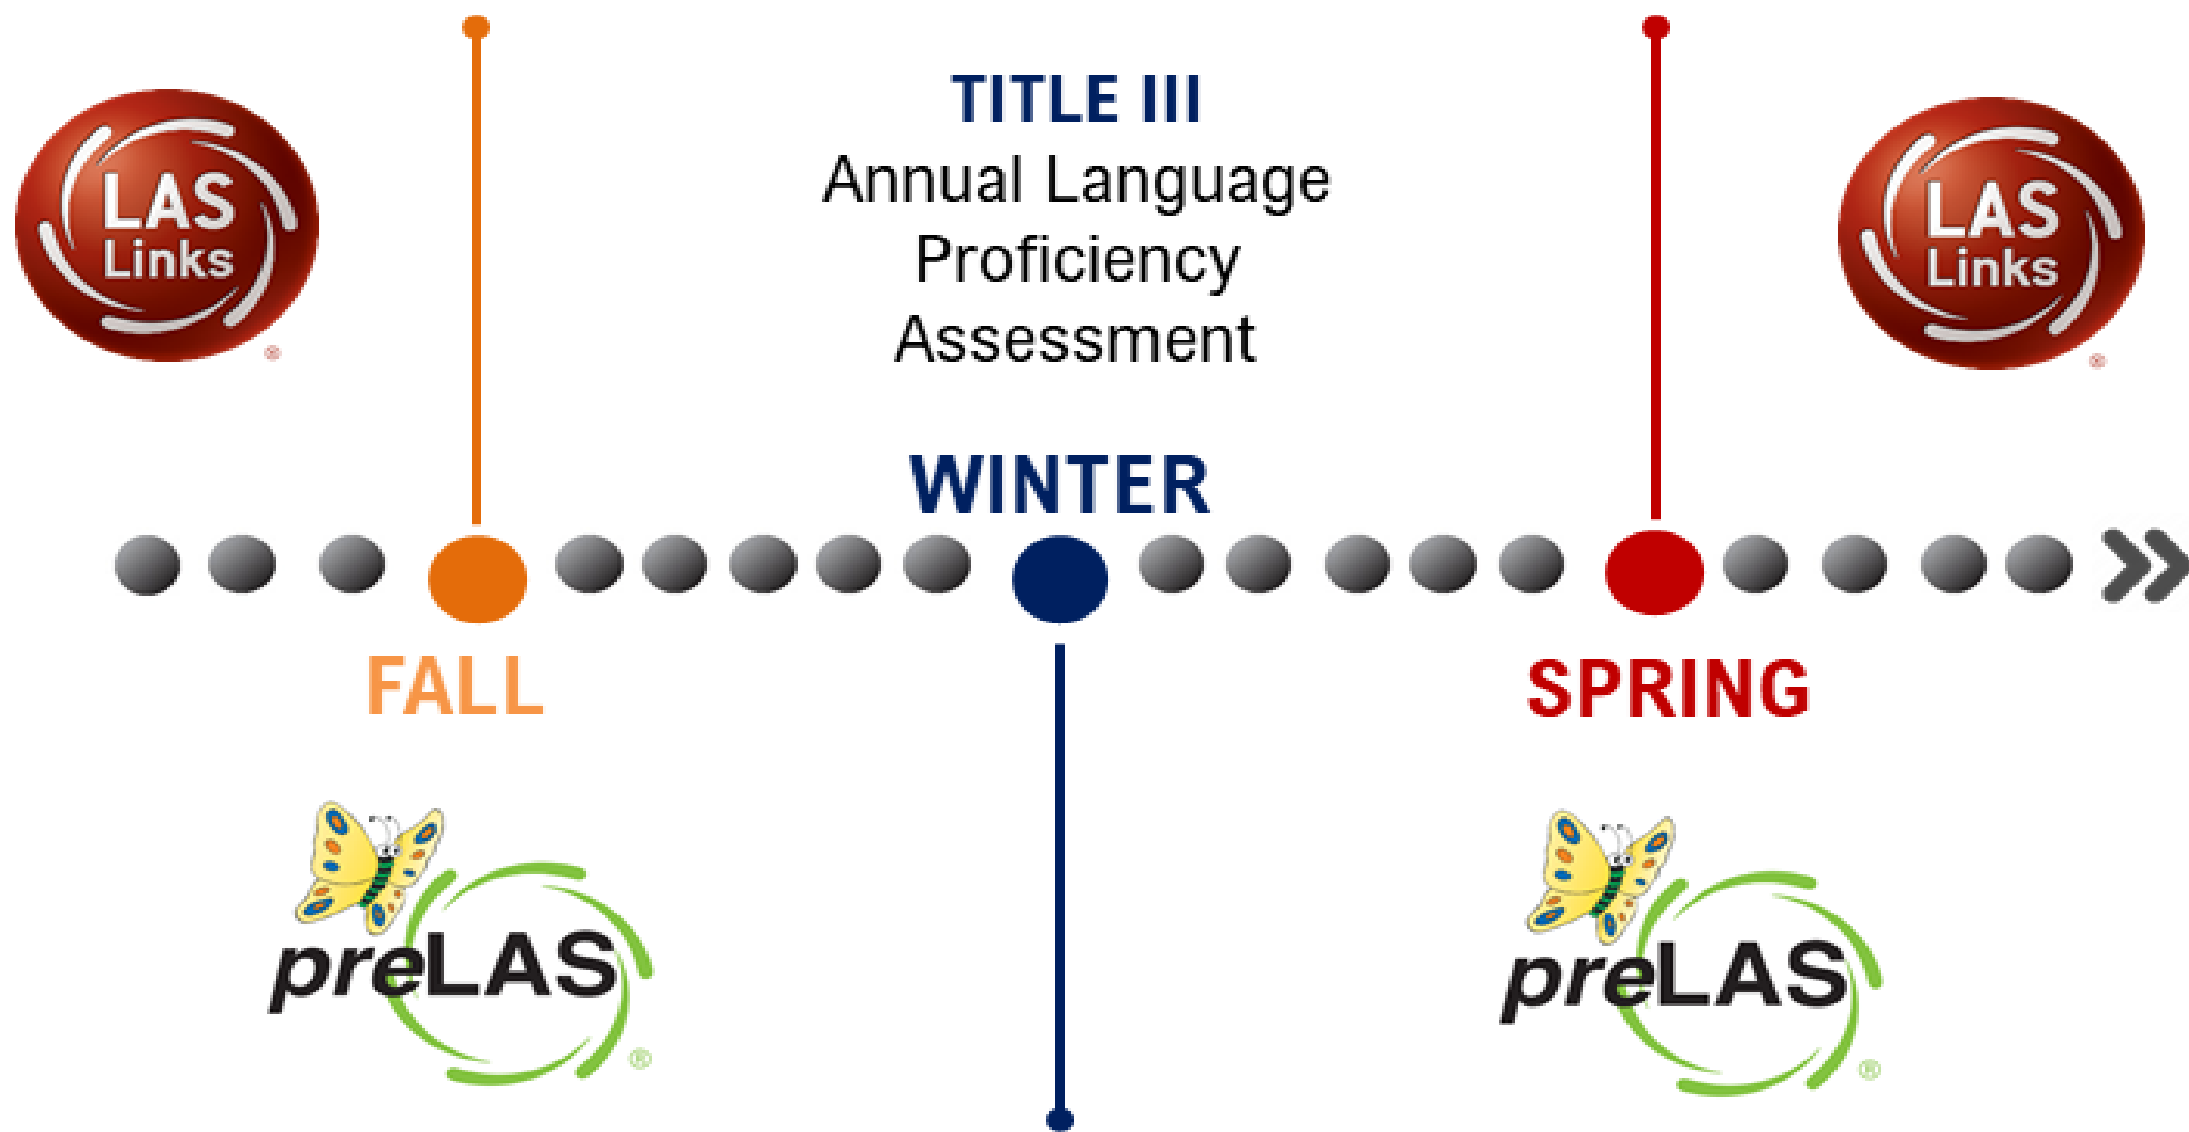 TITLE III
Annual Language
Proficiency
Assessment
LAS
Links
®
LAS
Links
®
WINTER
FALL
SPRING
preLAS
®
preLAS
®